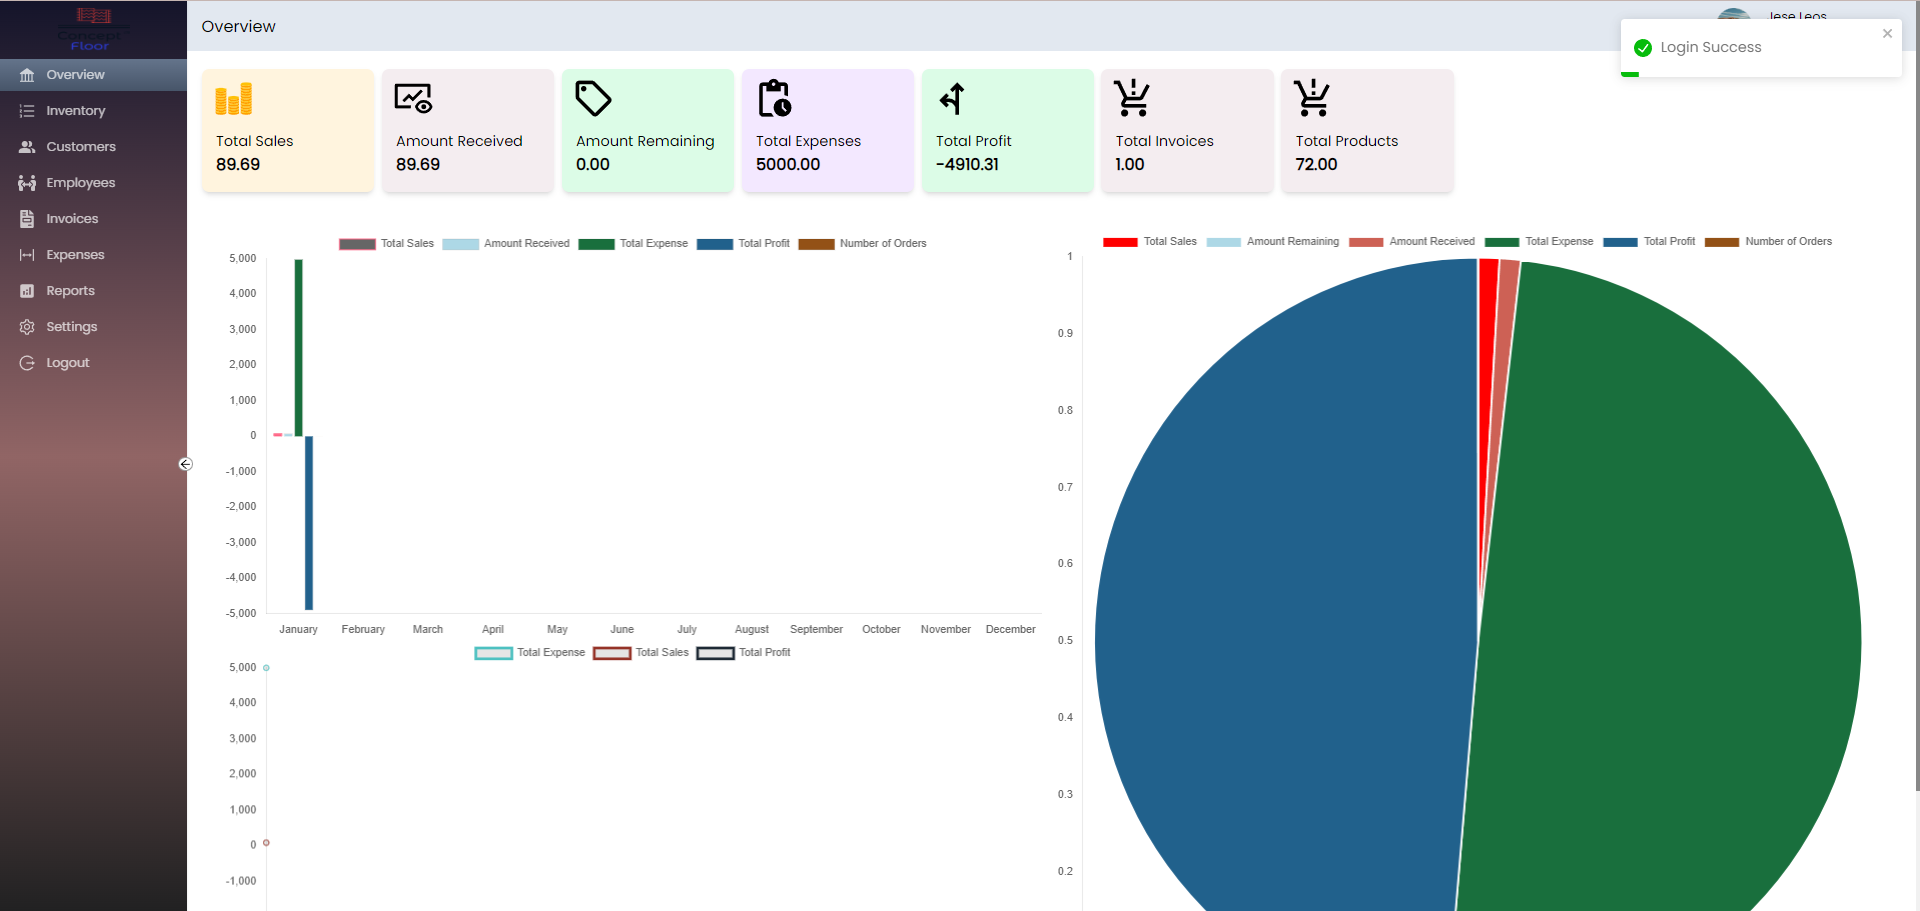 Concept
Floor
Overview
Inventory
Customers
Employees
Invoices
Expenses
Reports
Settings
Logout
Overview
Jese Leos
Login Success
Total Sales
89.69
Amount Received
89.69
Amount Remaining
0.00
Total Expenses
5000.00
Total Profit
-4910.31
Total Invoices
1.00
Total Products
72.00
Total Sales Amount Received Total Expense Total Profit Number of Orders
5,000
4,000
3,000
2,000
1,000
0
-1,000
-2,000
-3,000
-4,000
-5,000
January February March April May June July August September October November December
Total Expense Total Sales Total Profit
5,000
4,000
3,000
2,000
1,000
0
-1,000
Total Sales Amount Remaining Amount Received Total Expense Total Profit Number of Orders
1
0.9
0.8
0.7
0.6
0.5
0.4
0.3
0.2